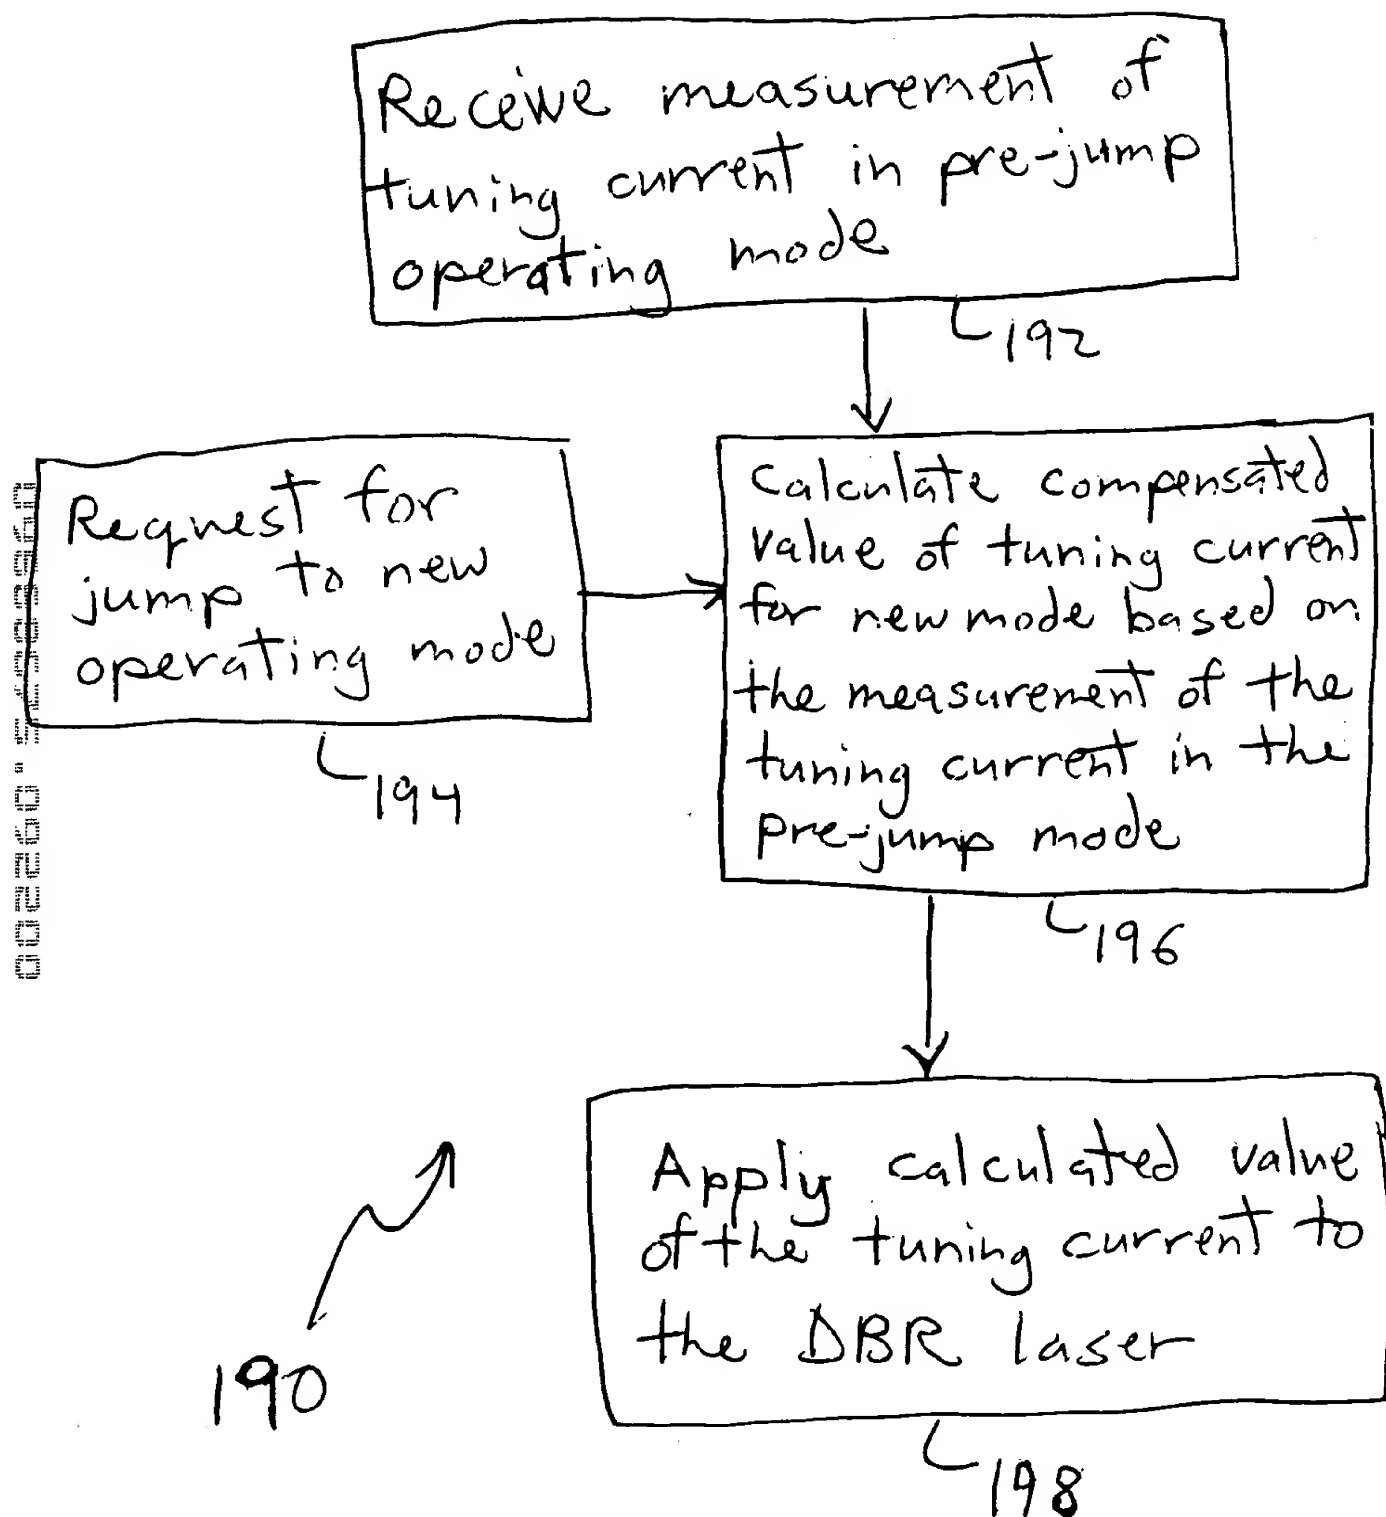 Receive measurement of
tuning current in pre-jump
operating mode
192
Request for
jump to new
operating mode
194
Calculate compensated
value of tuning current
for new mode based on
the measurement of the
tuning current in the
pre-jump mode
196
Apply calculated value
of the tuning current to
the DBR laser
198
190